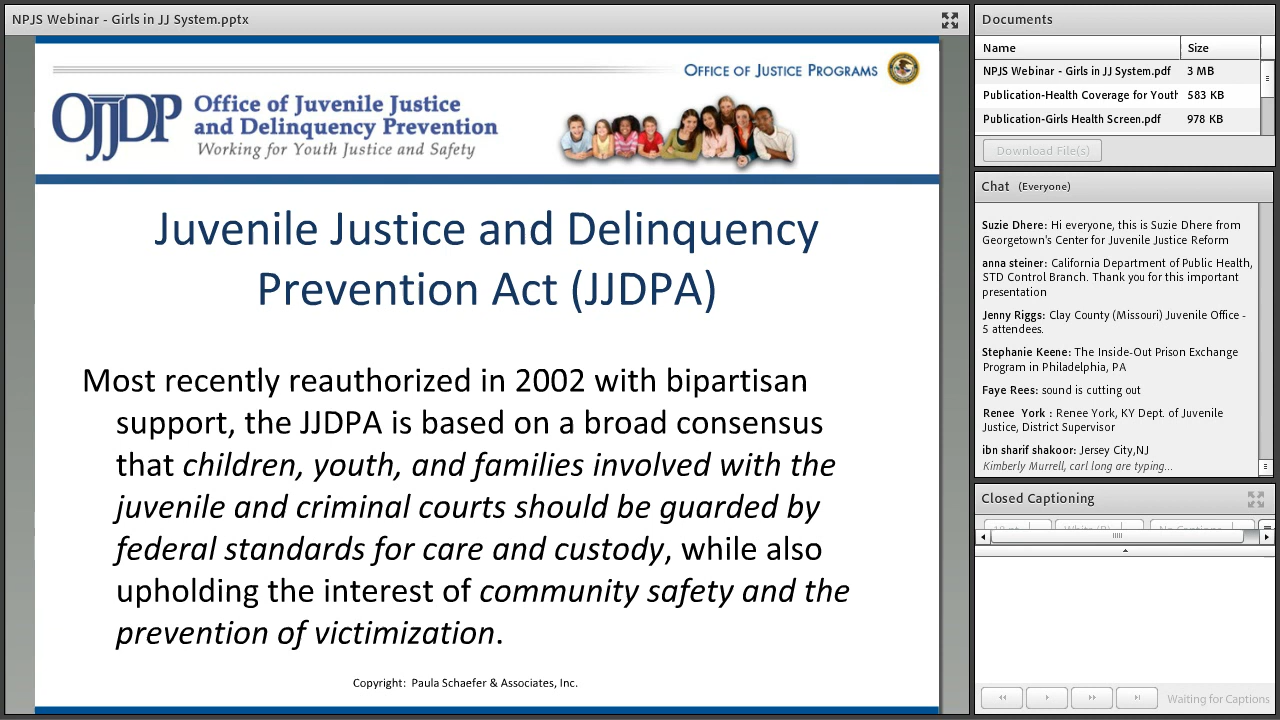 NPJS Webinar - Girls in JJ System.pptx
OFFICE OF JUSTICE PROGRAMS
OJJDP
Office of Juvenile Justice
and Delinquency Prevention
Working for Youth Justice and Safety
Juvenile Justice and Delinquency
Prevention Act (JJDPA)
Most recently reauthorized in 2002 with bipartisan
support, the JJDPA is based on a broad consensus
that children, youth, and families involved with the
juvenile and criminal courts should be guarded by
federal standards for care and custody, while also
upholding the interest of community safety and the
prevention of victimization.
Copyright: Paula Schaefer & Associates, Inc.
Documents
Name Size
NPJS Webinar - Girls in JJ System.pdf 3 MB
Publication-Health Coverage for Youth 583 KB
Publication-Girls Health Screen.pdf 978 KB
Download File(s)
Chat (Everyone)
Suzie Dhere: Hi everyone, this is Suzie Dhere from
Georgetown's Center for Juvenile Justice Reform
anna steiner: California Department of Public Health,
STD Control Branch. Thank you for this important
presentation
Jenny Riggs: Clay County (Missouri) Juvenile Office -
5 attendees.
Stephanie Keene: The Inside-Out Prison Exchange
Program in Philadelphia, PA
Faye Rees: sound is cutting out
Renee York : Renee York, KY Dept. of Juvenile
Justice, District Supervisor
ibn sharif shakoor: Jersey City,NJ
Kimberly Murrell, carl long are typing...
Closed Captioning
Waiting for Captions